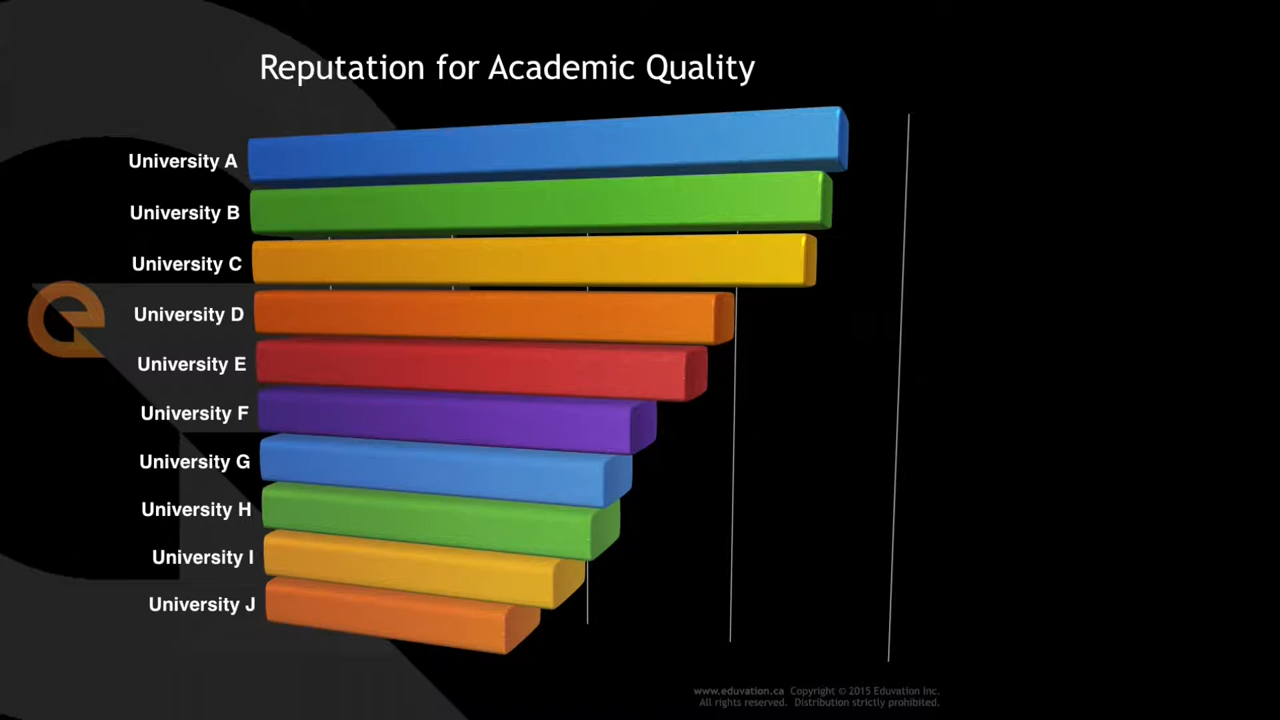 Reputation for Academic Quality
University A
University B
University C
University D
University E
University F
University G
University H
University I
University J
www.eduvation.ca Copyright © 2015 Eduvation Inc.
All rights reserved. Distribution strictly prohibited.